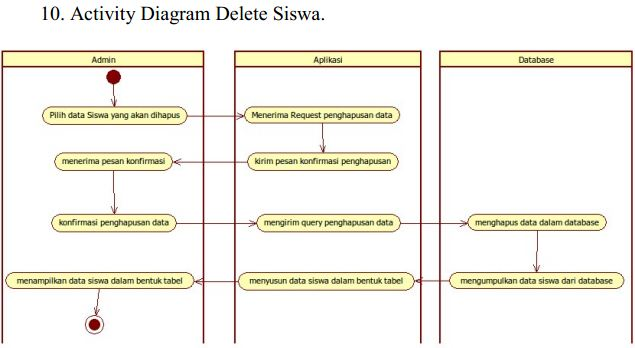 10. Activity Diagram Delete Siswa.
Admin
Aplikasi
Database
Pilih data Siswa yang akan dihapus
Menerima Request penghapusan data
menerima pesan konfirmasi
kirim pesan konfirmasi penghapusan
konfirmasi penghapusan data
mengirim query penghapusan data
menghapus data dalam database
menampilkan data siswa dalam bentuk tabel
menyusun data siswa dalam bentuk tabel
mengumpulkan data siswa dari database